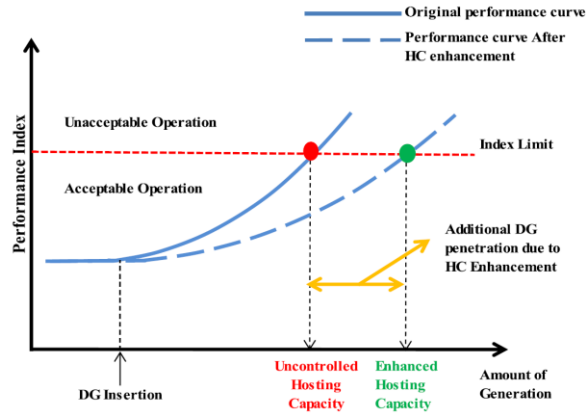 Original performance curve
Performance curve After
HC enhancement
Performance Index
Unacceptable Operation
Index Limit
Acceptable Operation
Additional DG
penetration due to
HC Enhancement
DG Insertion
Uncontrolled
Hosting
Capacity
Enhanced
Hosting
Capacity
Amount of
Generation